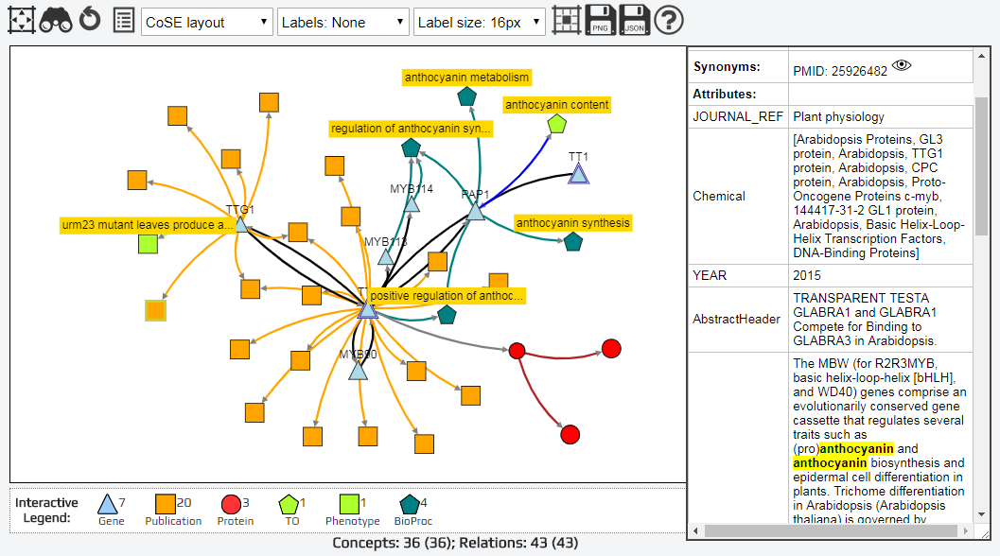 CoSE layout
Labels: None
Label size: 16px
PNG
JSON
?
anthocyanin metabolism
anthocyanin content
regulation of anthocyanin syn...
TT1
MYB114
PAP1
TTG1
urm23 mutant leaves produce a...
anthocyanin synthesis
MYB113
positive regulation of anthoc...
MYB90
Interactive
Legend:
7
Gene
20
Publication
3
Protein
1
TO
1
Phenotype
4
BioProc
Concepts: 36 (36); Relations: 43 (43)
Synonyms:
PMID: 25926482
Attributes:
JOURNAL_REF
Plant physiology
Chemical
[Arabidopsis Proteins, GL3
protein, Arabidopsis, TTG1
protein, Arabidopsis, CPC
protein, Arabidopsis, Proto-
Oncogene Proteins c-myb,
144417-31-2 GL1 protein,
Arabidopsis, Basic Helix-Loop-
Helix Transcription Factors,
DNA-Binding Proteins]
YEAR
2015
AbstractHeader
TRANSPARENT TESTA
GLABRA1 and GLABRA1
Compete for Binding to
GLABRA3 in Arabidopsis.
The MBW (for R2R3MYB,
basic helix-loop-helix [bHLH],
and WD40) genes comprise an
evolutionarily conserved gene
cassette that regulates several
traits such as
(pro)anthocyanin and
anthocyanin biosynthesis and
epidermal cell differentiation in
plants. Trichome differentiation
in Arabidopsis (Arabidopsis
thaliana) is governed by